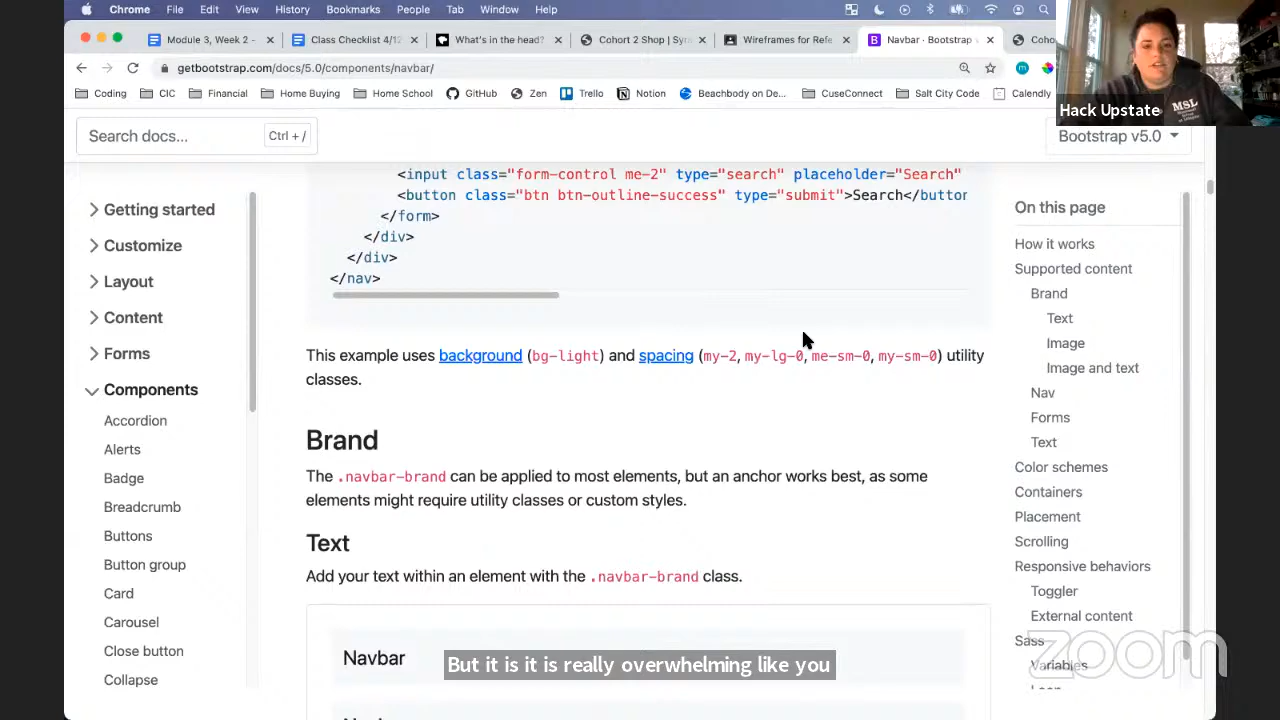 Chrome File Edit View History Bookmarks People Tab Window Help
Module 3, Week 2 - Class Checklist 4/12 What's in the head? Cohort 2 Shop | Syra Wireframes for Refe Navbar · Bootstrap Coho
getbootstrap.com/docs/5.0/components/navbar/
Coding CIC Financial Home Buying Home School GitHub Zen Trello Notion Beachbody on De... CuseConnect Salt City Code Calendly
Hack Upstate
MSL
Search docs... Ctrl + /
Bootstrap v5.0
Getting started
Customize
Layout
Content
Forms
Components
Accordion
Alerts
Badge
Breadcrumb
Buttons
Button group
Card
Carousel
Close button
Collapse
<input class="form-control me-2" type="search" placeholder="Search"
<button class="btn btn-outline-success" type="submit">Search</button
</form>
</div>
</div>
</nav>
This example uses background (bg-light) and spacing (my-2, my-lg-0, me-sm-0, my-sm-0) utility
classes.
Brand
The .navbar-brand can be applied to most elements, but an anchor works best, as some
elements might require utility classes or custom styles.
Text
Add your text within an element with the .navbar-brand class.
Navbar
But it is it is really overwhelming like you
On this page
How it works
Supported content
Brand
Text
Image
Image and text
Nav
Forms
Text
Color schemes
Containers
Placement
Scrolling
Responsive behaviors
Toggler
External content
Sass
Variables
zoom